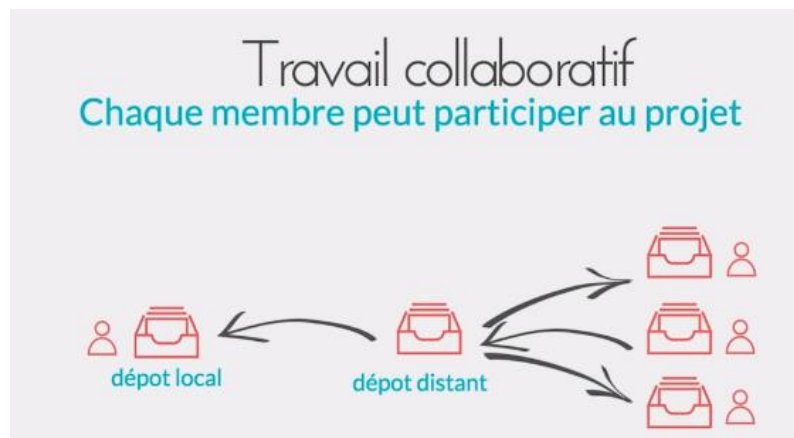 Travail collaboratif
Chaque membre peut participer au projet
dépot local
dépot distant